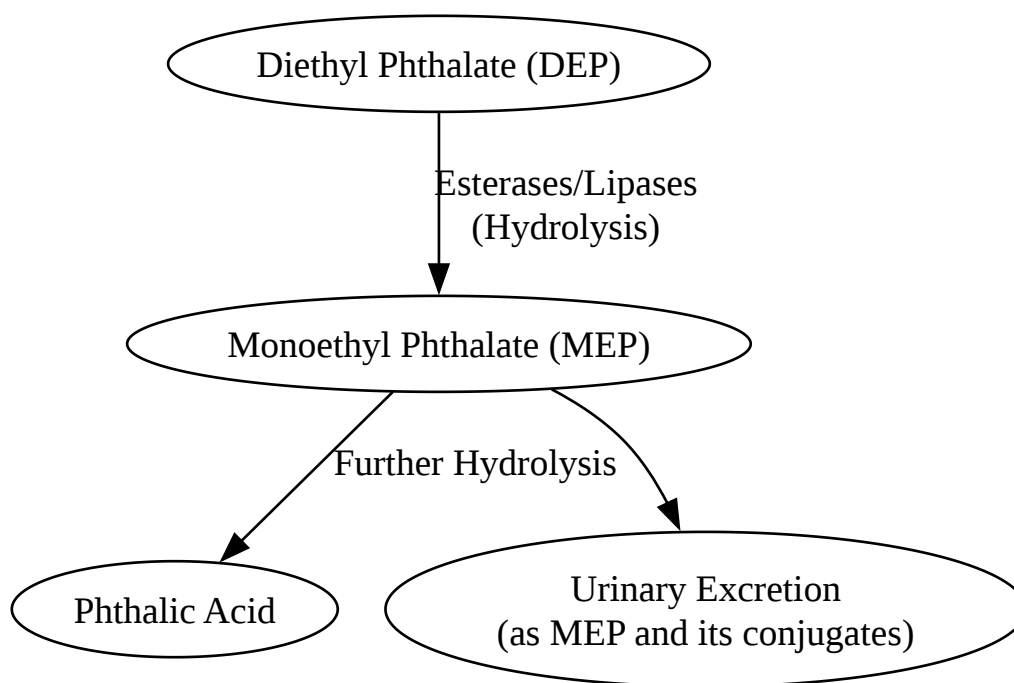 Diethyl Phthalate (DEP)
Esterases/Lipases
(Hydrolysis)
Monoethyl Phthalate (MEP)
Further Hydrolysis
Phthalic Acid
Urinary Excretion
(as MEP and its conjugates)